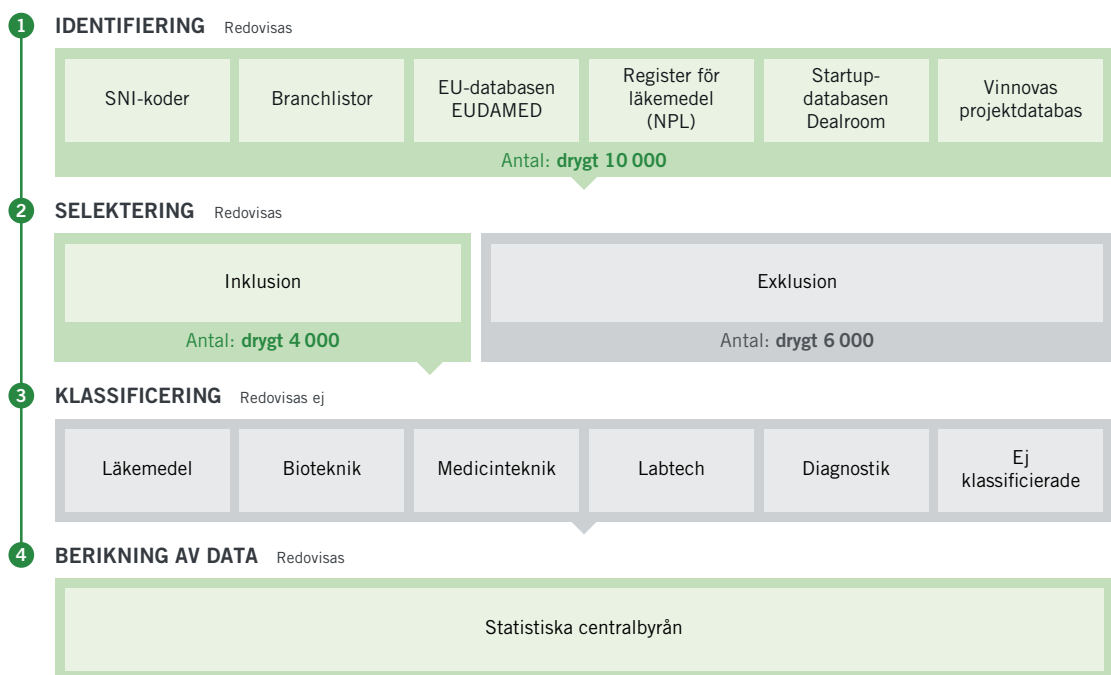 1 IDENTIFIERING Redovisas
SNI-koder
Branchlistor
EU-databasen
EUDAMED
Register för
läkemedel
(NPL)
Startup-
databasen
Dealroom
Vinnovas
projektdatabas
Antal: drygt 10 000
2 SELEKTERING Redovisas
Inklusion
Antal: drygt 4 000
Exklusion
Antal: drygt 6 000
3 KLASSIFICERING Redovisas ej
Läkemedel
Bioteknik
Medicinteknik
Labtech
Diagnostik
Ej
klassificierade
4 BERIKNING AV DATA Redovisas
Statistiska centralbyrån